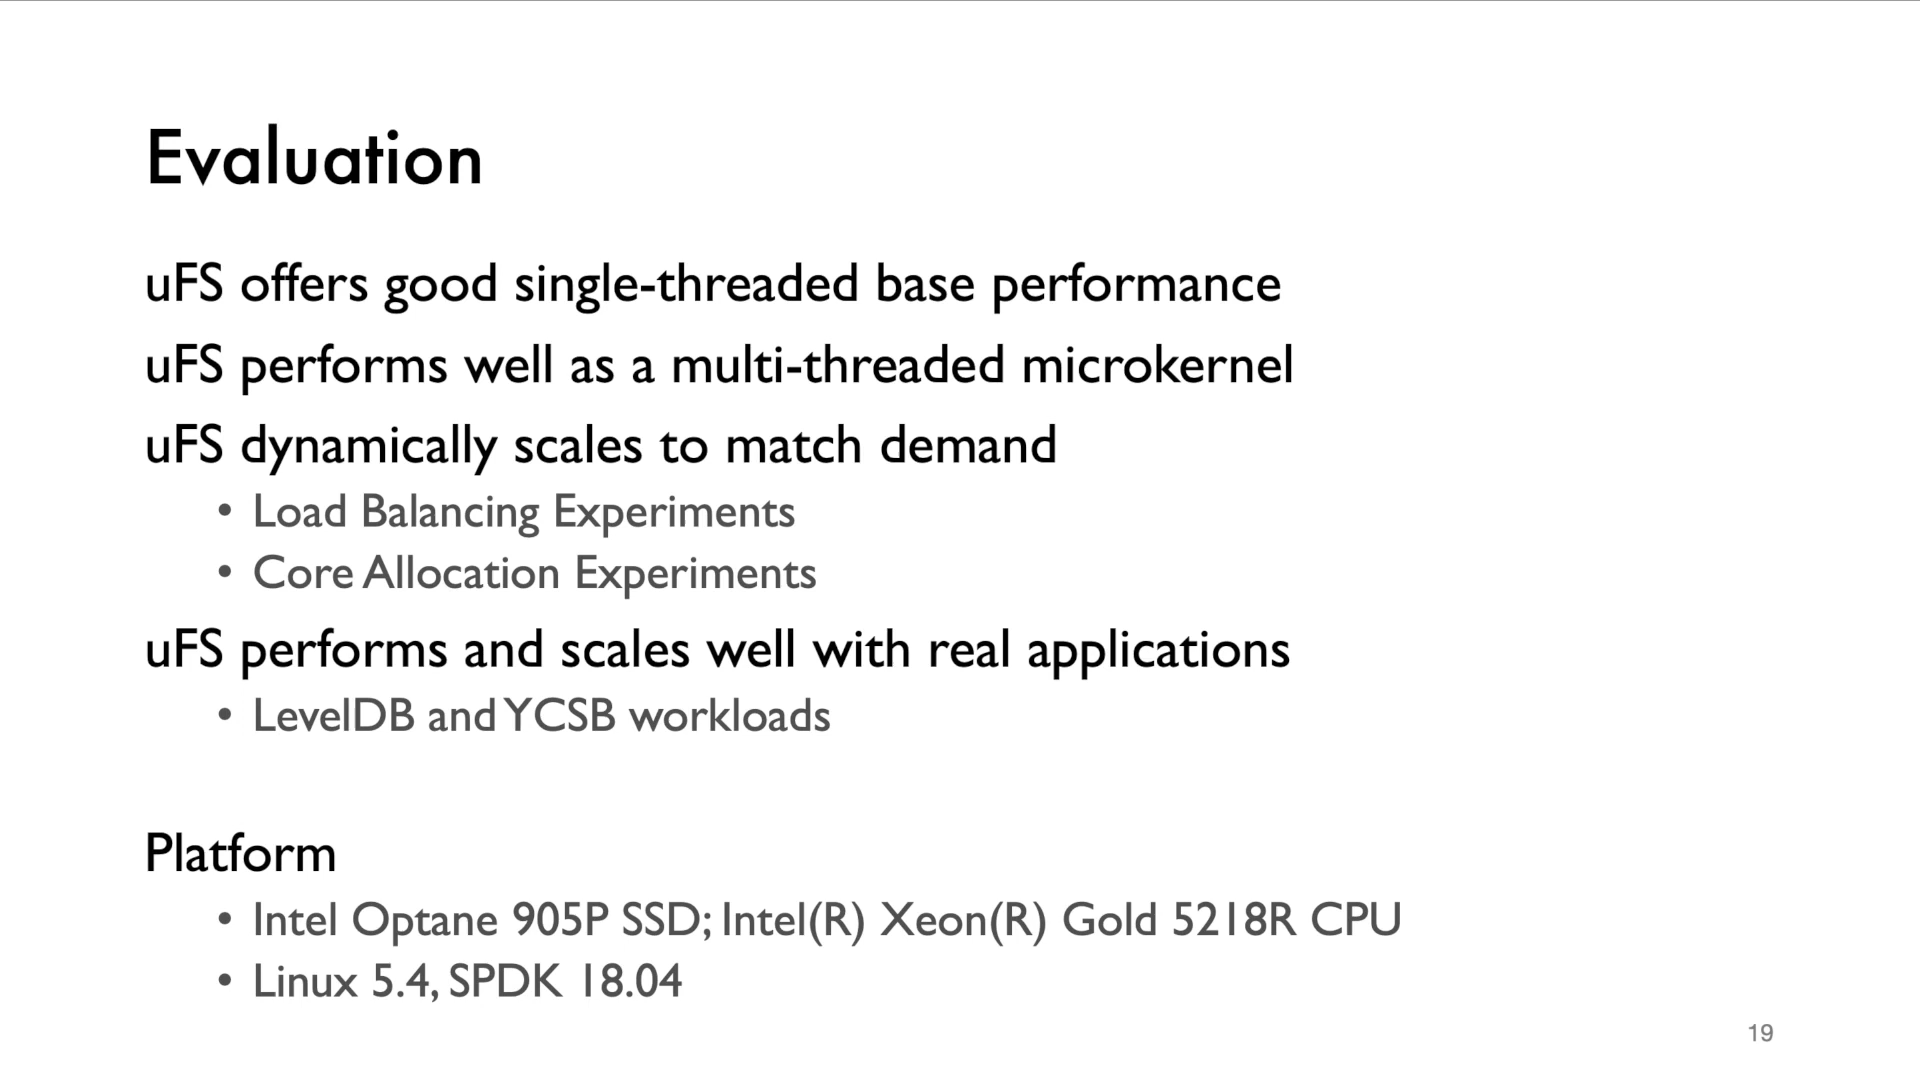 Evaluation
uFS offers good single-threaded base performance
uFS performs well as a multi-threaded microkernel
uFS dynamically scales to match demand
• Load Balancing Experiments
• Core Allocation Experiments
uFS performs and scales well with real applications
• LevelDB and YCSB workloads
Platform
• Intel Optane 905P SSD; Intel(R) Xeon(R) Gold 5218R CPU
• Linux 5.4, SPDK 18.04
19